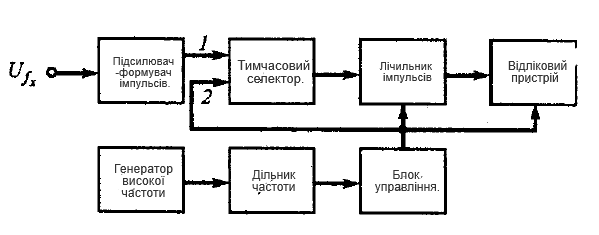 U_fx
Підсилювач
-формувач
імпульсів.
1
2
Тимчасовий
селектор.
Лічильник
імпульсів
Відліковий
пристрій
Генератор
високої
частоти
Дільник
частоти
Блок
управління.